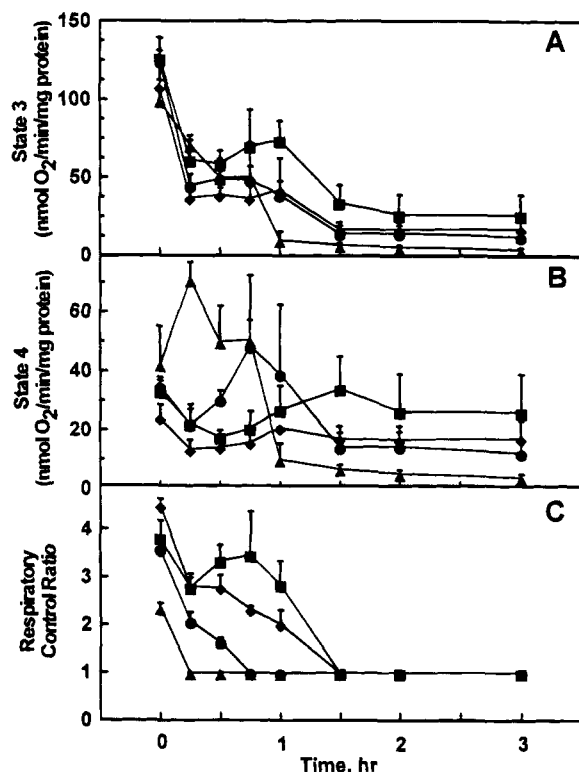 150
100
50
0
State 3
(nmol O2/min/mg protein)
A
60
40
20
0
State 4
(nmol O2/min/mg protein)
B
4
3
2
1
0
Respiratory
Control Ratio
C
0 1 2 3
Time, hr